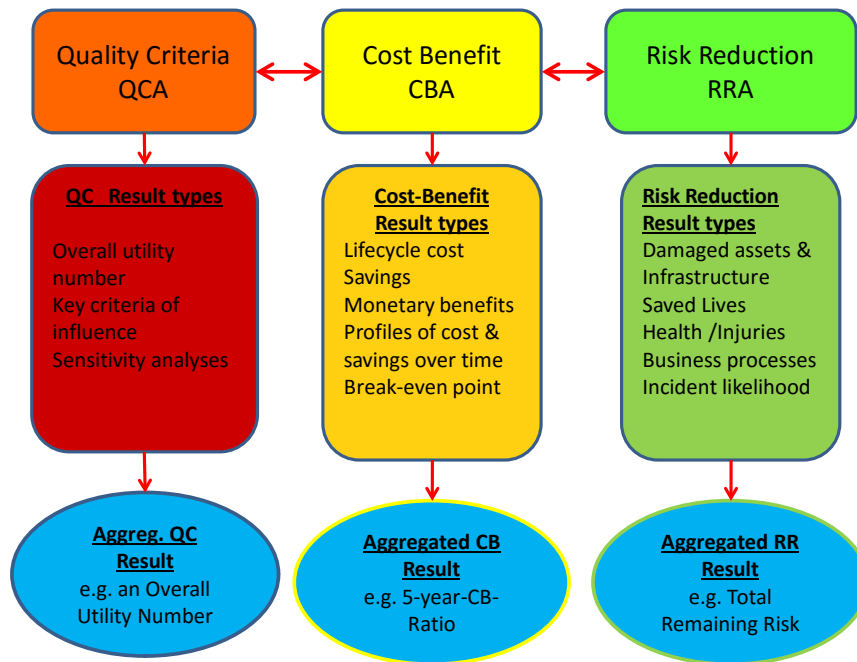 Quality Criteria
QCA
Cost Benefit
CBA
Risk Reduction
RRA
QC Result types
Overall utility
number
Key criteria of
influence
Sensitivity analyses
Cost-Benefit
Result types
Lifecycle cost
Savings
Monetary benefits
Profiles of cost &
savings over time
Break-even point
Risk Reduction
Result types
Damaged assets &
Infrastructure
Saved Lives
Health /Injuries
Business processes
Incident likelihood
Aggreg. QC
Result
e.g. an Overall
Utility Number
Aggregated CB
Result
e.g. 5-year-CB-
Ratio
Aggregated RR
Result
e.g. Total
Remaining Risk